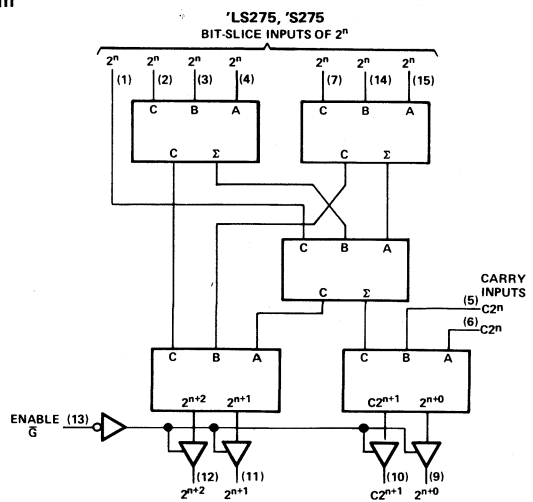 'LS275, 'S275
BIT-SLICE INPUTS OF 2ⁿ
2ⁿ 2ⁿ 2ⁿ 2ⁿ 2ⁿ 2ⁿ 2ⁿ
(1) (2) (3) (4) (7) (14) (15)
C B A C B A
C Σ C Σ
C B A
C Σ
CARRY
INPUTS
(5) C2ⁿ
(6) C2ⁿ
C B A C B A
2ⁿ⁺² 2ⁿ⁺¹ C2ⁿ⁺¹ 2ⁿ⁺⁰
ENABLE (13)
G̅
(12) (11) (10) (9)
2ⁿ⁺² 2ⁿ⁺¹ C2ⁿ⁺¹ 2ⁿ⁺⁰